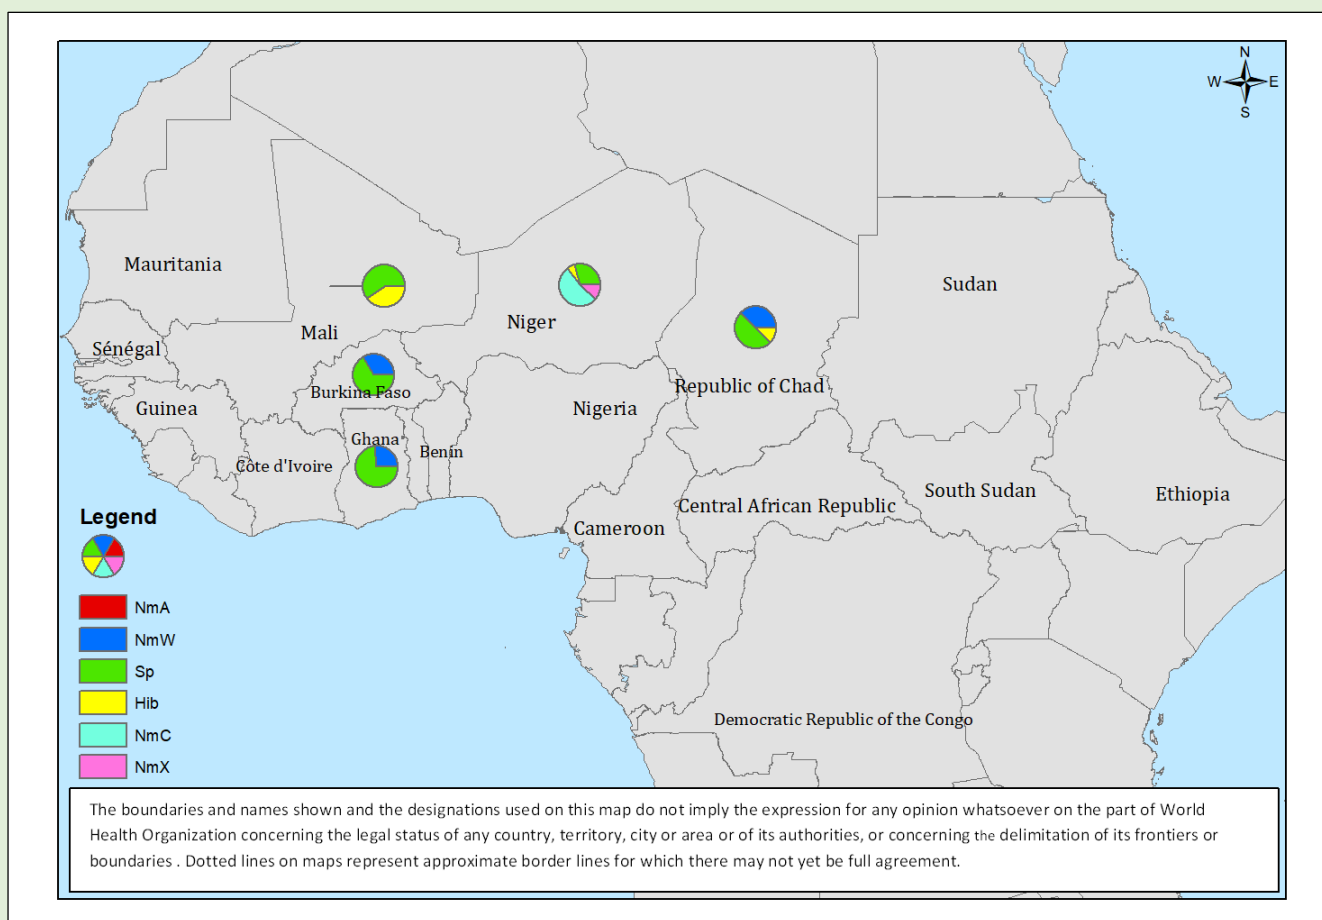 N
W E
S
Mauritania
Sudan
Niger
Mali
Sénégal
Republic of Chad
Burkina Faso
Guinea
Nigeria
Ghana
Benin
Côte d'Ivoire
South Sudan
Ethiopia
Central African Republic
Legend
Cameroon
NmA
NmW
Sp
Hib
NmC
NmX
Democratic Republic of the Congo
The boundaries and names shown and the designations used on this map do not imply the expression for any opinion whatsoever on the part of World
Health Organization concerning the legal status of any country, territory, city or area or of its authorities, or concerning the delimitation of its frontiers or
boundaries . Dotted lines on maps represent approximate border lines for which there may not yet be full agreement.